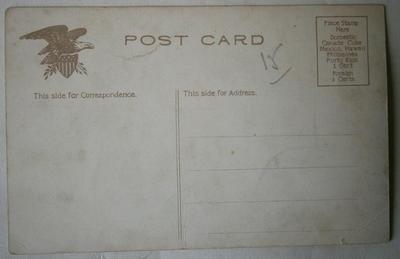 POST CARD
Place Stamp
Here
Domestic
Canada Cuba
Mexico, Hawaii
Philippines
Porto Rico
1 Cent
Foreign
2 Cents
15
This side for Correspondence.
This side for Address.